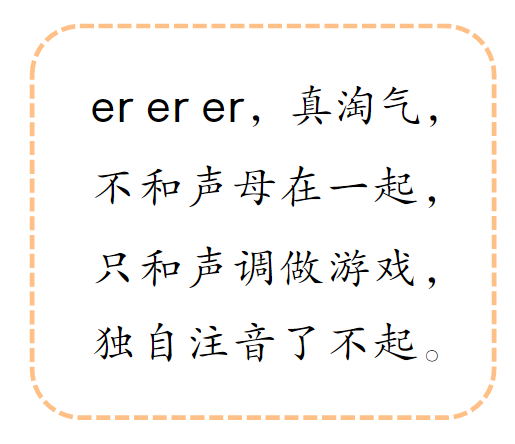 er er er，真淘气，
不和声母在一起，
只和声调做游戏，
独自注音了不起。